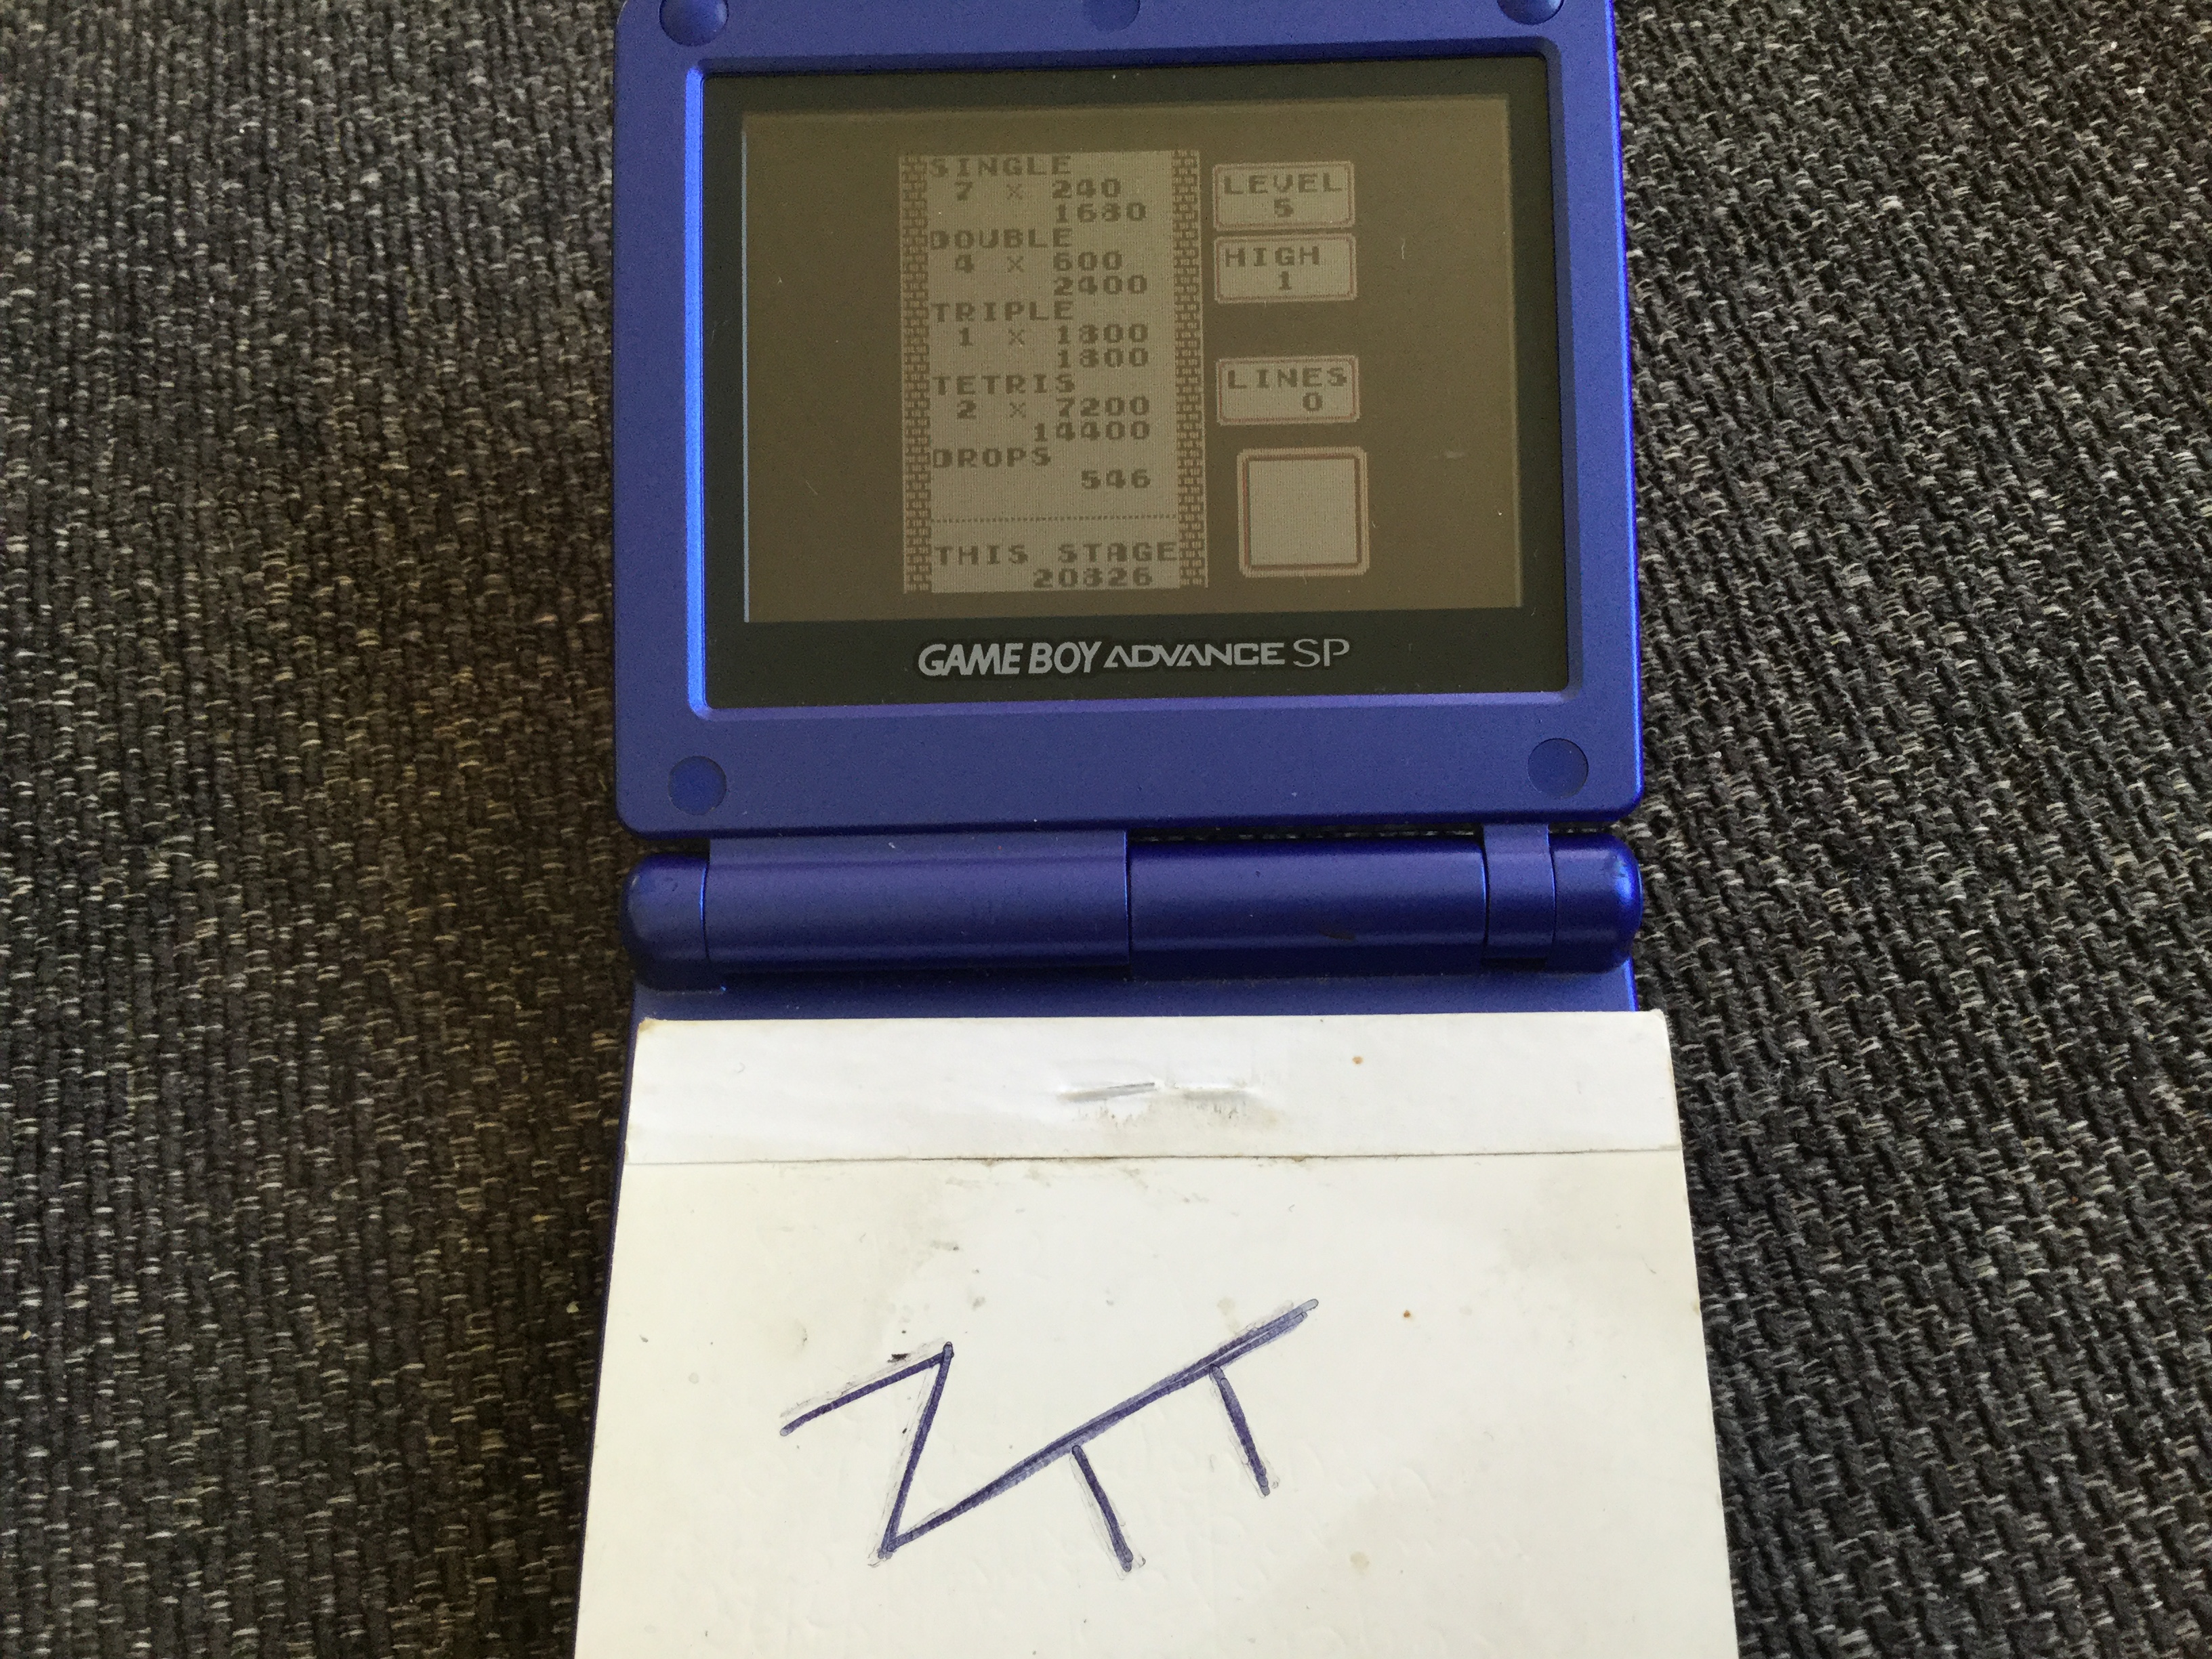 SINGLE
7 × 240
1680
DOUBLE
4 × 600
2400
TRIPLE
1 × 1800
1800
TETRIS
2 × 7200
14400
DROPS
546
THIS STAGE
20826
LEVEL
5
HIGH
1
LINES
0
GAME BOY ADVANCE SP
ZTT